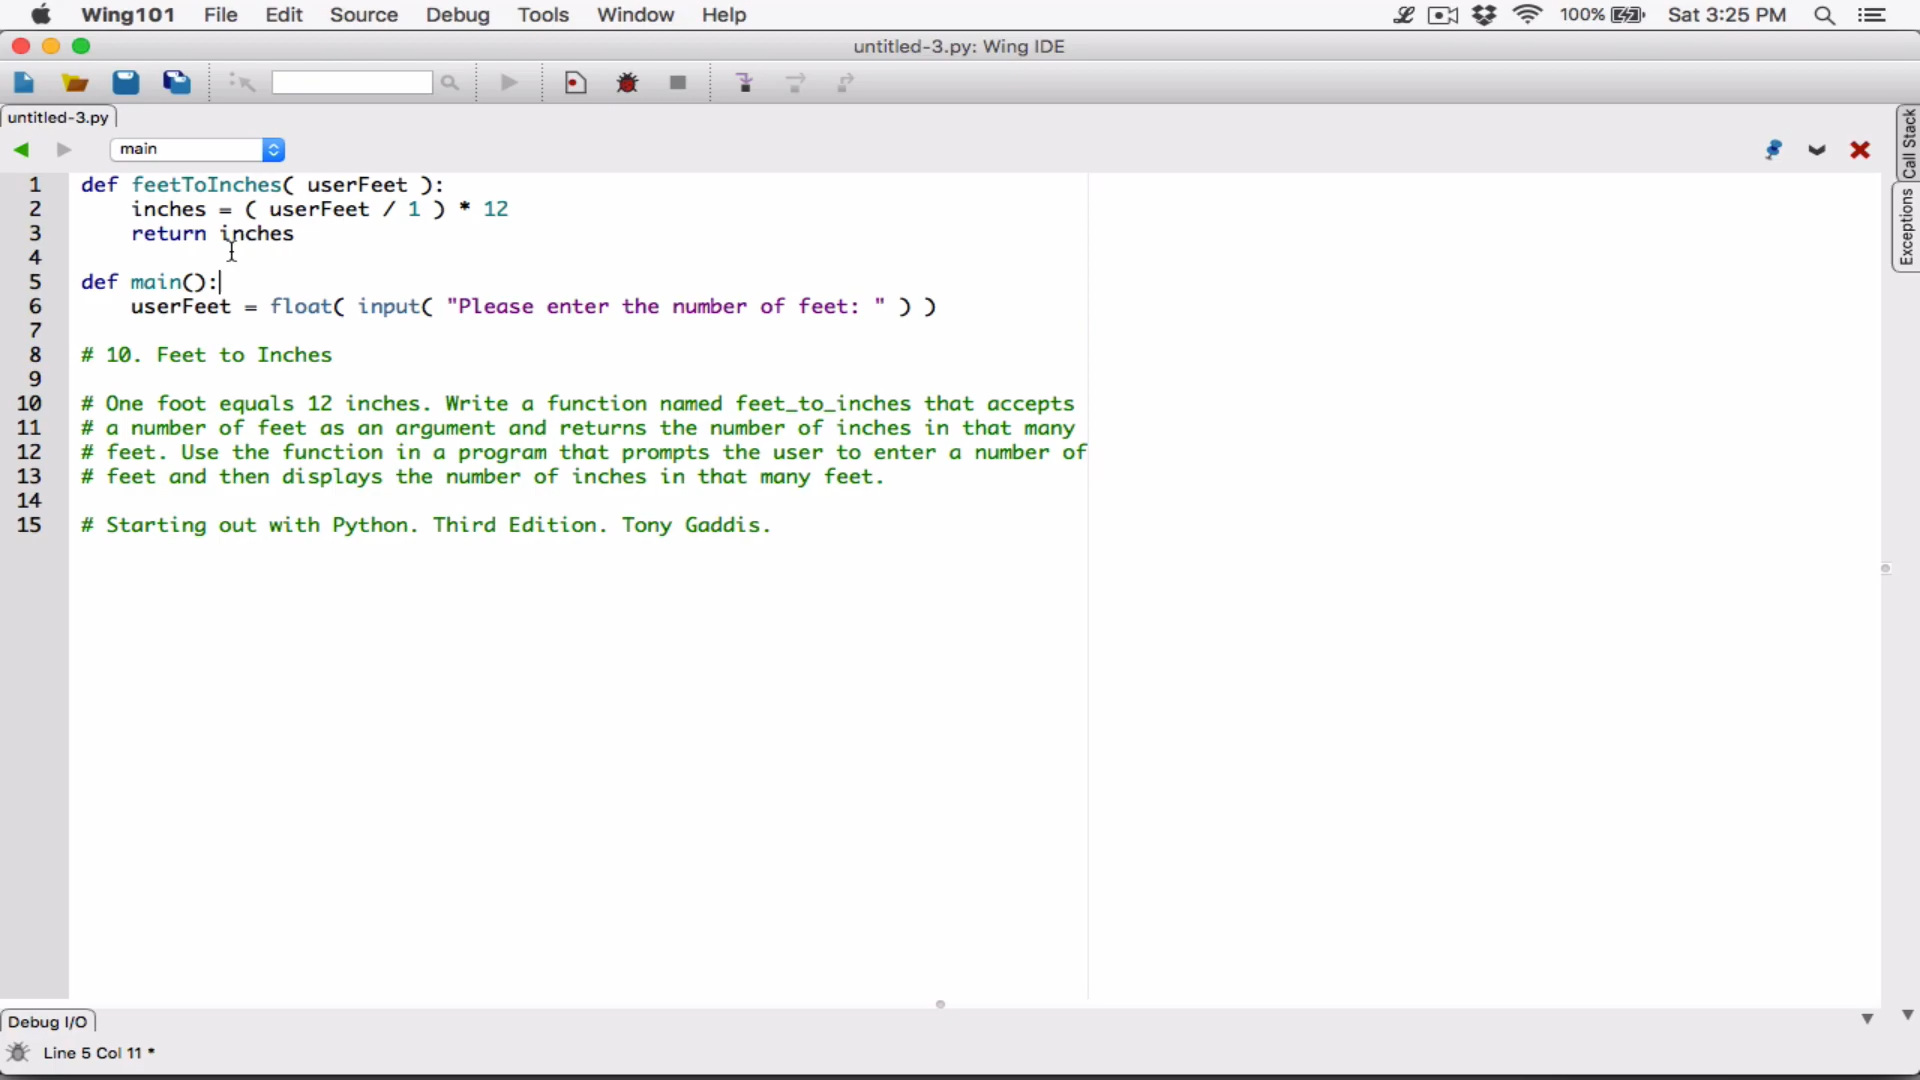 Wing101 File Edit Source Debug Tools Window Help 100% Sat 3:25 PM
untitled-3.py: Wing IDE
untitled-3.py
main
Call Stack
Exceptions
1 def feetToInches( userFeet ):
2 inches = ( userFeet / 1 ) * 12
3 return inches
4
5 def main():
6 userFeet = float( input( "Please enter the number of feet: " ) )
7
8 # 10. Feet to Inches
9
10 # One foot equals 12 inches. Write a function named feet_to_inches that accepts
11 # a number of feet as an argument and returns the number of inches in that many
12 # feet. Use the function in a program that prompts the user to enter a number of
13 # feet and then displays the number of inches in that many feet.
14
15 # Starting out with Python. Third Edition. Tony Gaddis.
Debug I/O
Line 5 Col 11 *